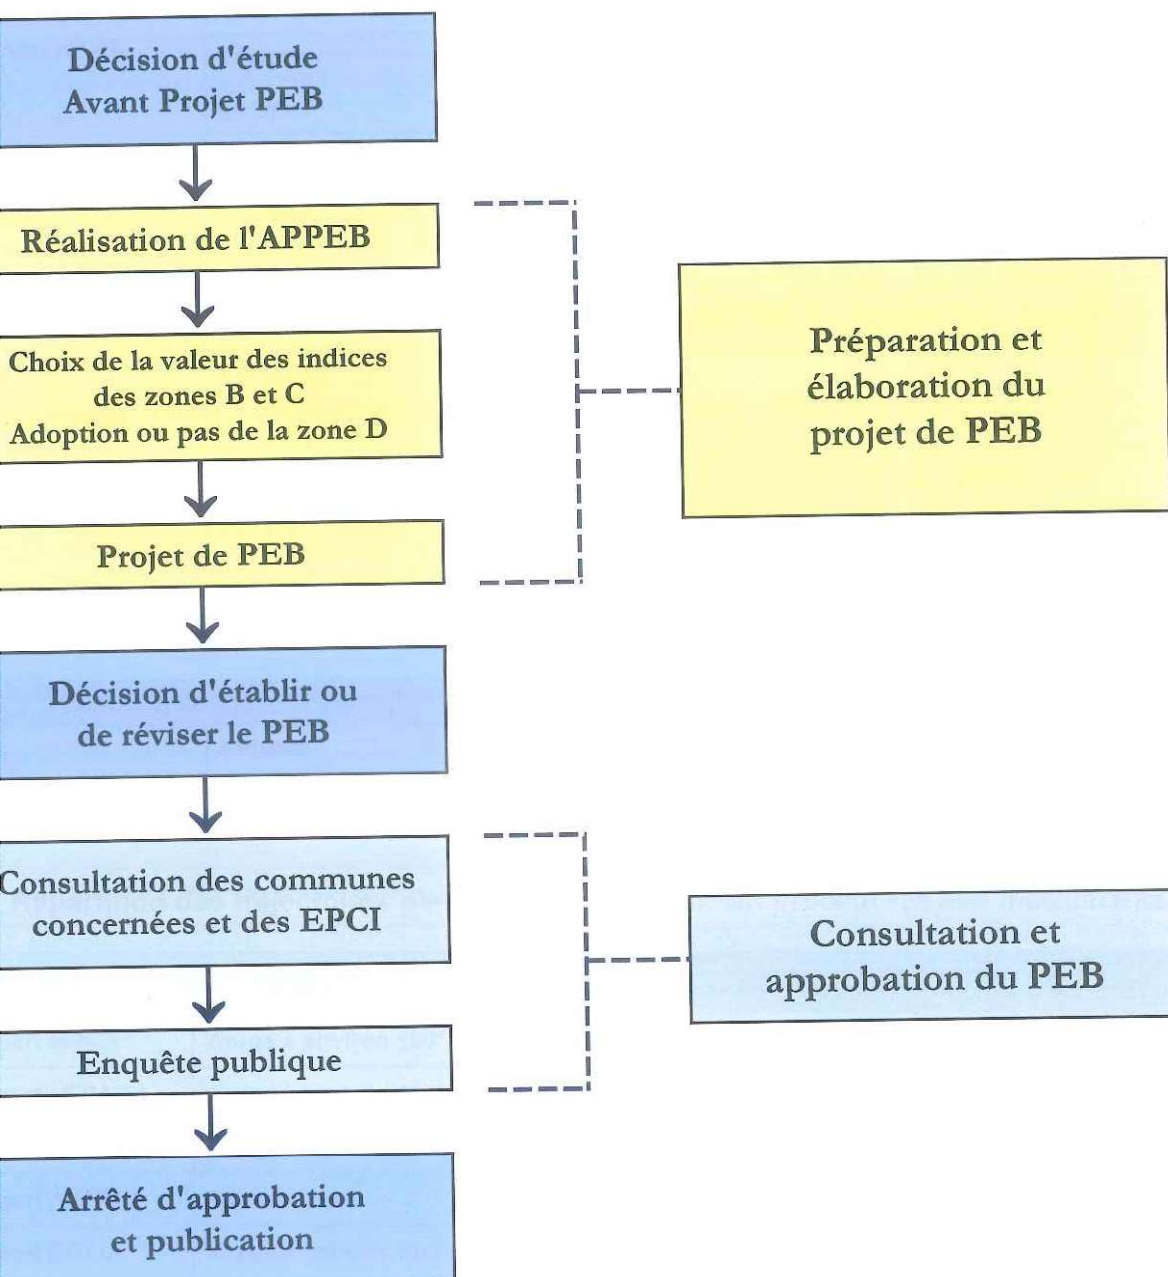 Décision d'étude
Avant Projet PEB
Réalisation de l'APPEB
Choix de la valeur des indices
des zones B et C
Adoption ou pas de la zone D
Projet de PEB
Préparation et
élaboration du
projet de PEB
Décision d'établir ou
de réviser le PEB
Consultation des communes
concernées et des EPCI
Enquête publique
Consultation et
approbation du PEB
Arrêté d'approbation
et publication